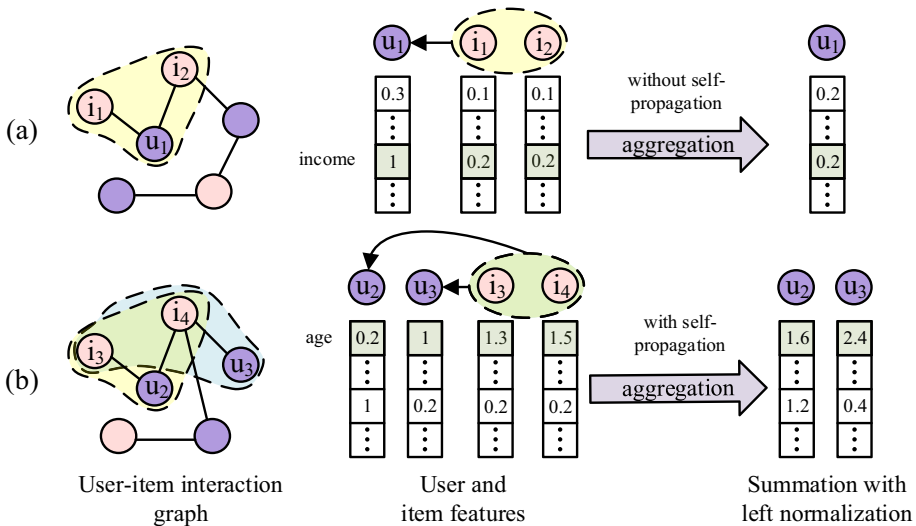 (a)
i1
i2
u1
u1
i1
i2
income
0.3
1
0.1
0.2
0.1
0.2
without self-
propagation
aggregation
u1
0.2
0.2
(b)
i3
i4
u2
u3
u2
u3
i3
i4
age
0.2
1
1.3
1.5
1
0.2
0.2
0.2
with self-
propagation
aggregation
u2
u3
1.6
2.4
1.2
0.4
User-item interaction
graph
User and
item features
Summation with
left normalization